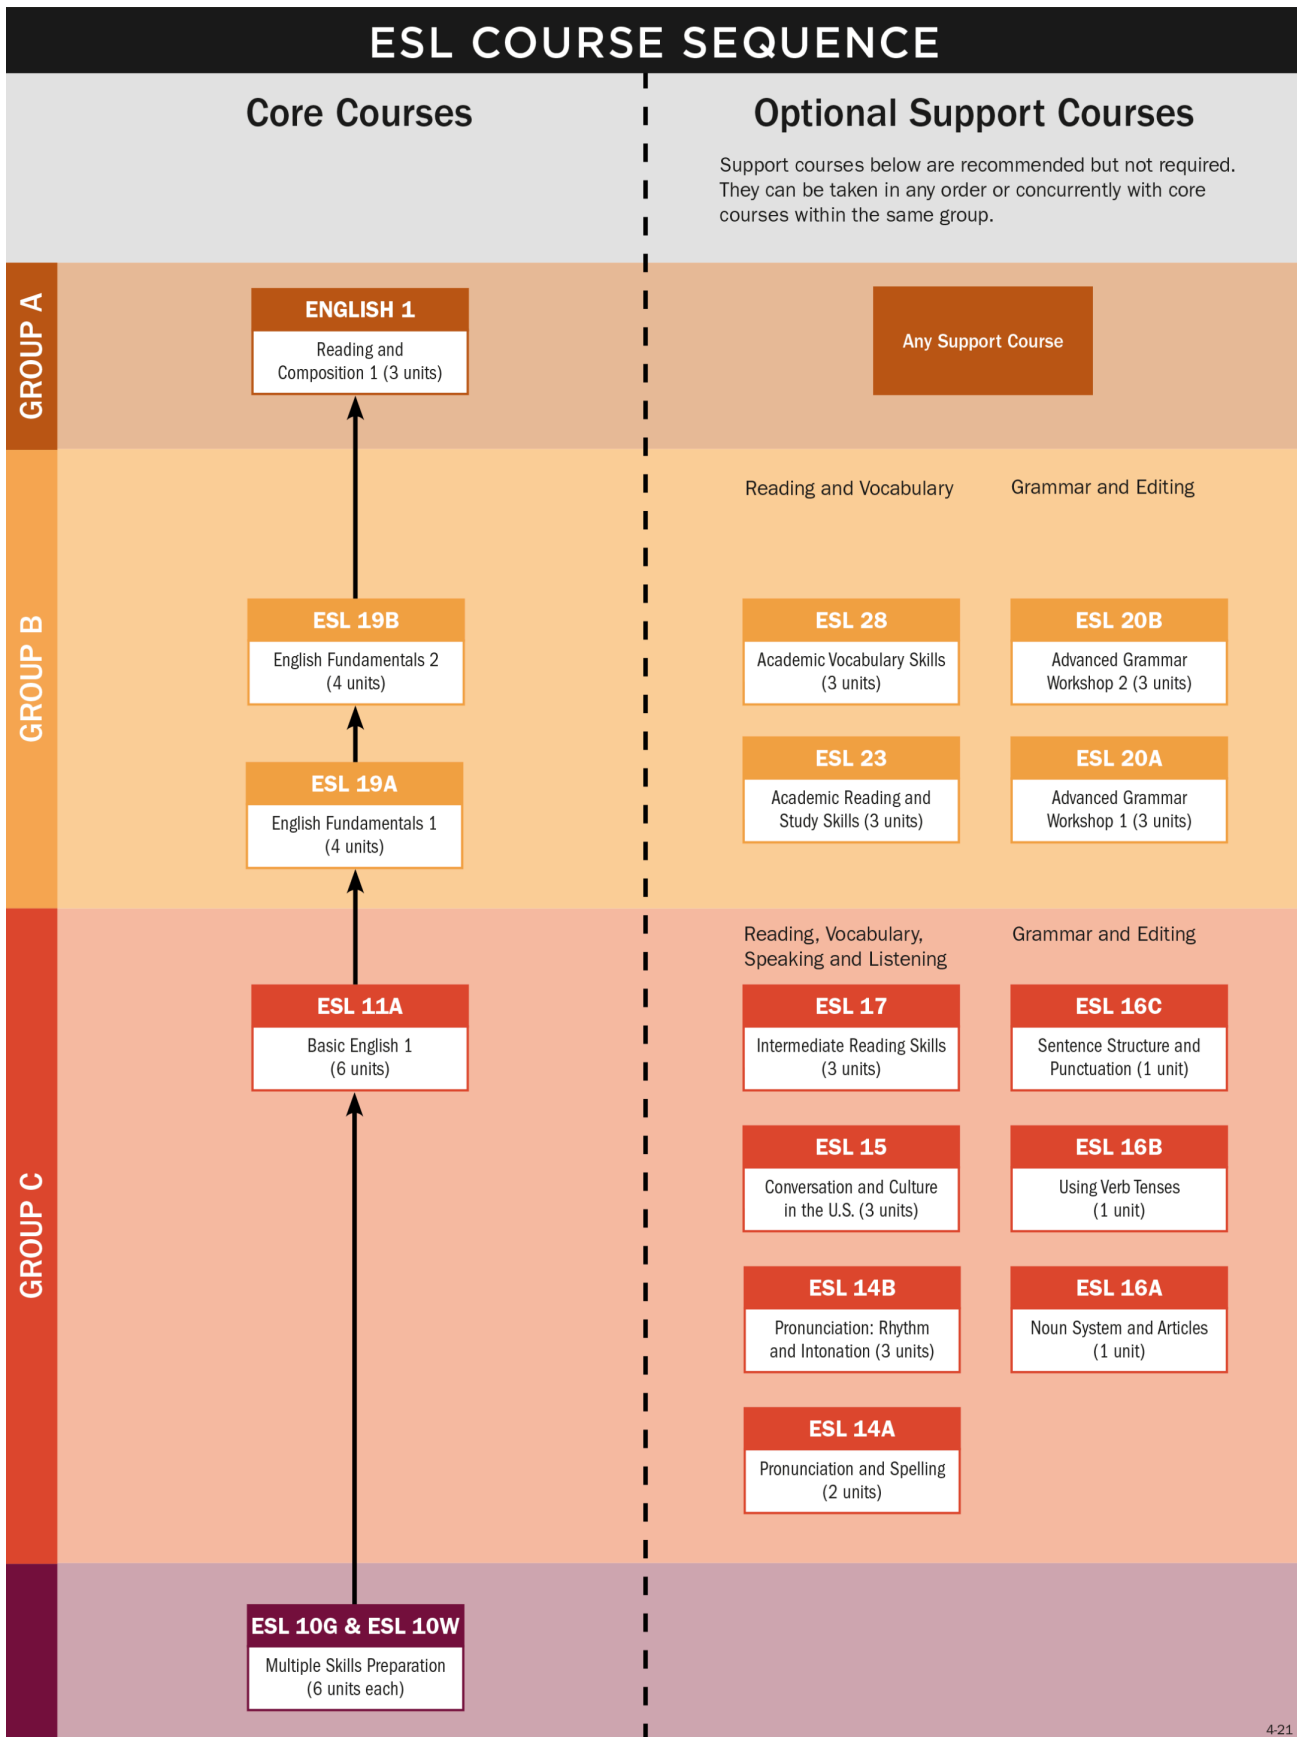 ESL COURSE SEQUENCE
Core Courses
Optional Support Courses
Support courses below are recommended but not required.
They can be taken in any order or concurrently with core
courses within the same group.
GROUP A
ENGLISH 1
Reading and
Composition 1 (3 units)
Any Support Course
GROUP B
Reading and Vocabulary
Grammar and Editing
ESL 19B
English Fundamentals 2
(4 units)
ESL 28
Academic Vocabulary Skills
(3 units)
ESL 20B
Advanced Grammar
Workshop 2 (3 units)
ESL 19A
English Fundamentals 1
(4 units)
ESL 23
Academic Reading and
Study Skills (3 units)
ESL 20A
Advanced Grammar
Workshop 1 (3 units)
GROUP C
Reading, Vocabulary,
Speaking and Listening
Grammar and Editing
ESL 11A
Basic English 1
(6 units)
ESL 17
Intermediate Reading Skills
(3 units)
ESL 16C
Sentence Structure and
Punctuation (1 unit)
ESL 15
Conversation and Culture
in the U.S. (3 units)
ESL 16B
Using Verb Tenses
(1 unit)
ESL 14B
Pronunciation: Rhythm
and Intonation (3 units)
ESL 16A
Noun System and Articles
(1 unit)
ESL 14A
Pronunciation and Spelling
(2 units)
ESL 10G & ESL 10W
Multiple Skills Preparation
(6 units each)
4-21